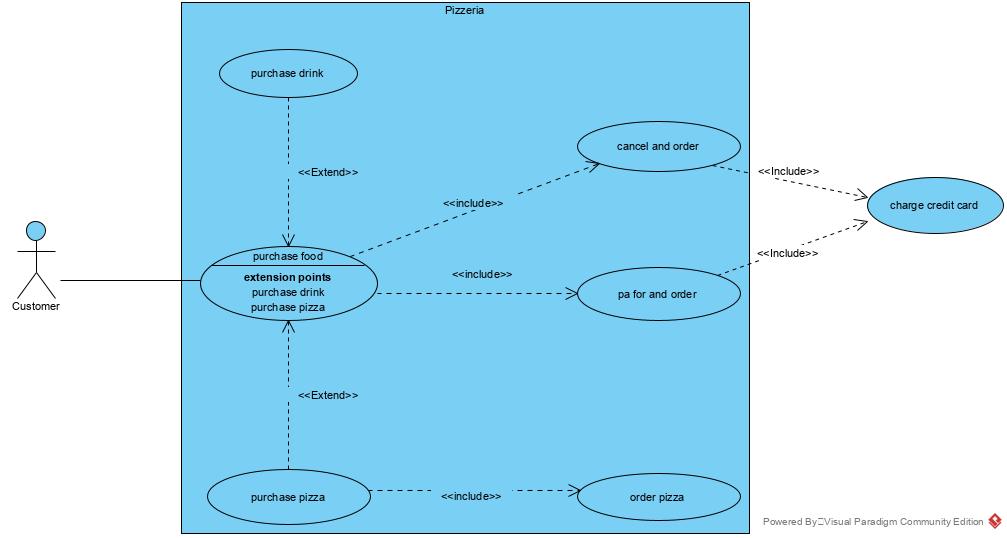 Pizzeria
purchase drink
<<Extend>>
cancel and order
<<Include>>
<<include>>
charge credit card
purchase food
extension points
purchase drink
purchase pizza
<<include>>
pa for and order
<<Include>>
Customer
<<Extend>>
purchase pizza
<<include>>
order pizza
Powered By Visual Paradigm Community Edition